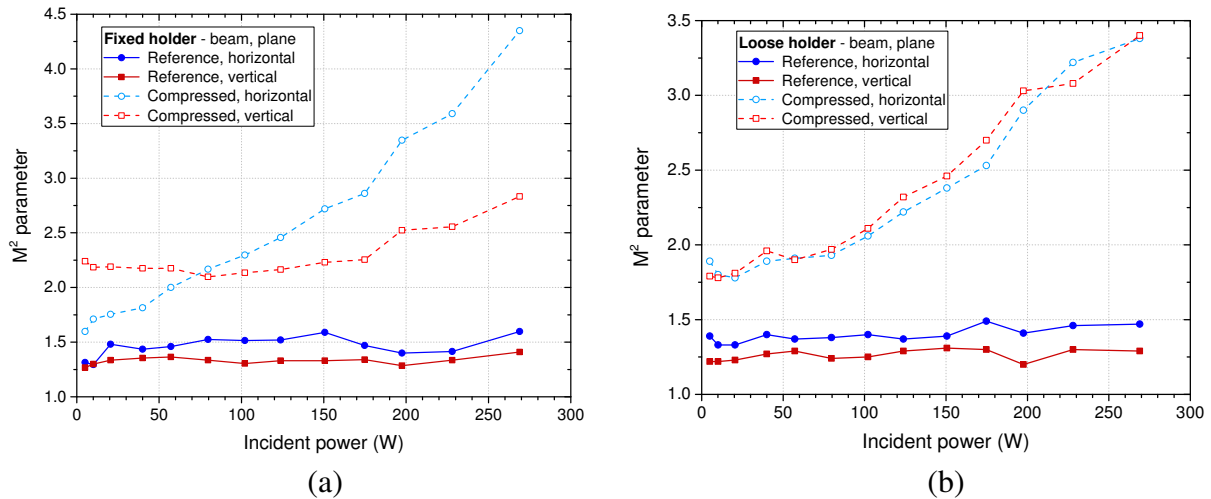 4.5
4.0
3.5
3.0
2.5
2.0
1.5
1.0
M² parameter
Fixed holder - beam, plane
Reference, horizontal
Reference, vertical
Compressed, horizontal
Compressed, vertical
0 50 100 150 200 250 300
Incident power (W)
(a)
3.5
3.0
2.5
2.0
1.5
1.0
M² parameter
Loose holder - beam, plane
Reference, horizontal
Reference, vertical
Compressed, horizontal
Compressed, vertical
0 50 100 150 200 250 300
Incident power (W)
(b)